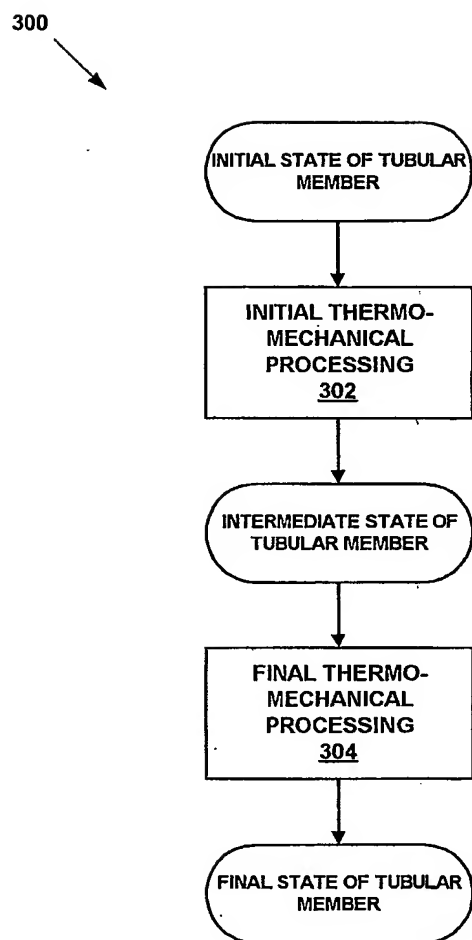 300
INITIAL STATE OF TUBULAR
MEMBER
INITIAL THERMO-
MECHANICAL
PROCESSING
302
INTERMEDIATE STATE OF
TUBULAR MEMBER
FINAL THERMO-
MECHANICAL
PROCESSING
304
FINAL STATE OF TUBULAR
MEMBER